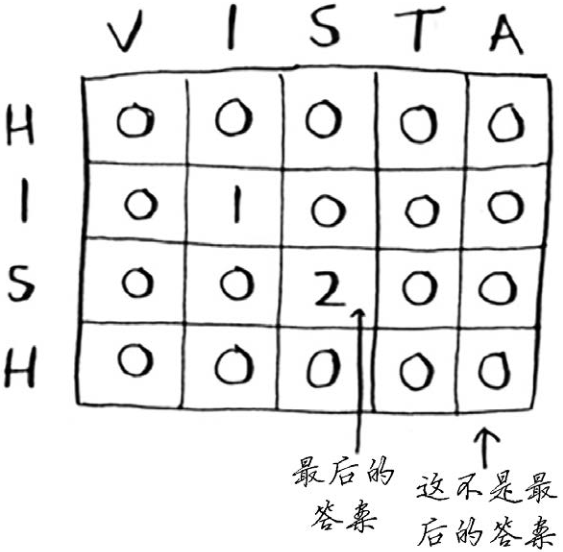 V I S T A
H 0 0 0 0 0
I 0 1 0 0 0
S 0 0 2 0 0
H 0 0 0 0 0
最后的
答案
这不是最
后的答案